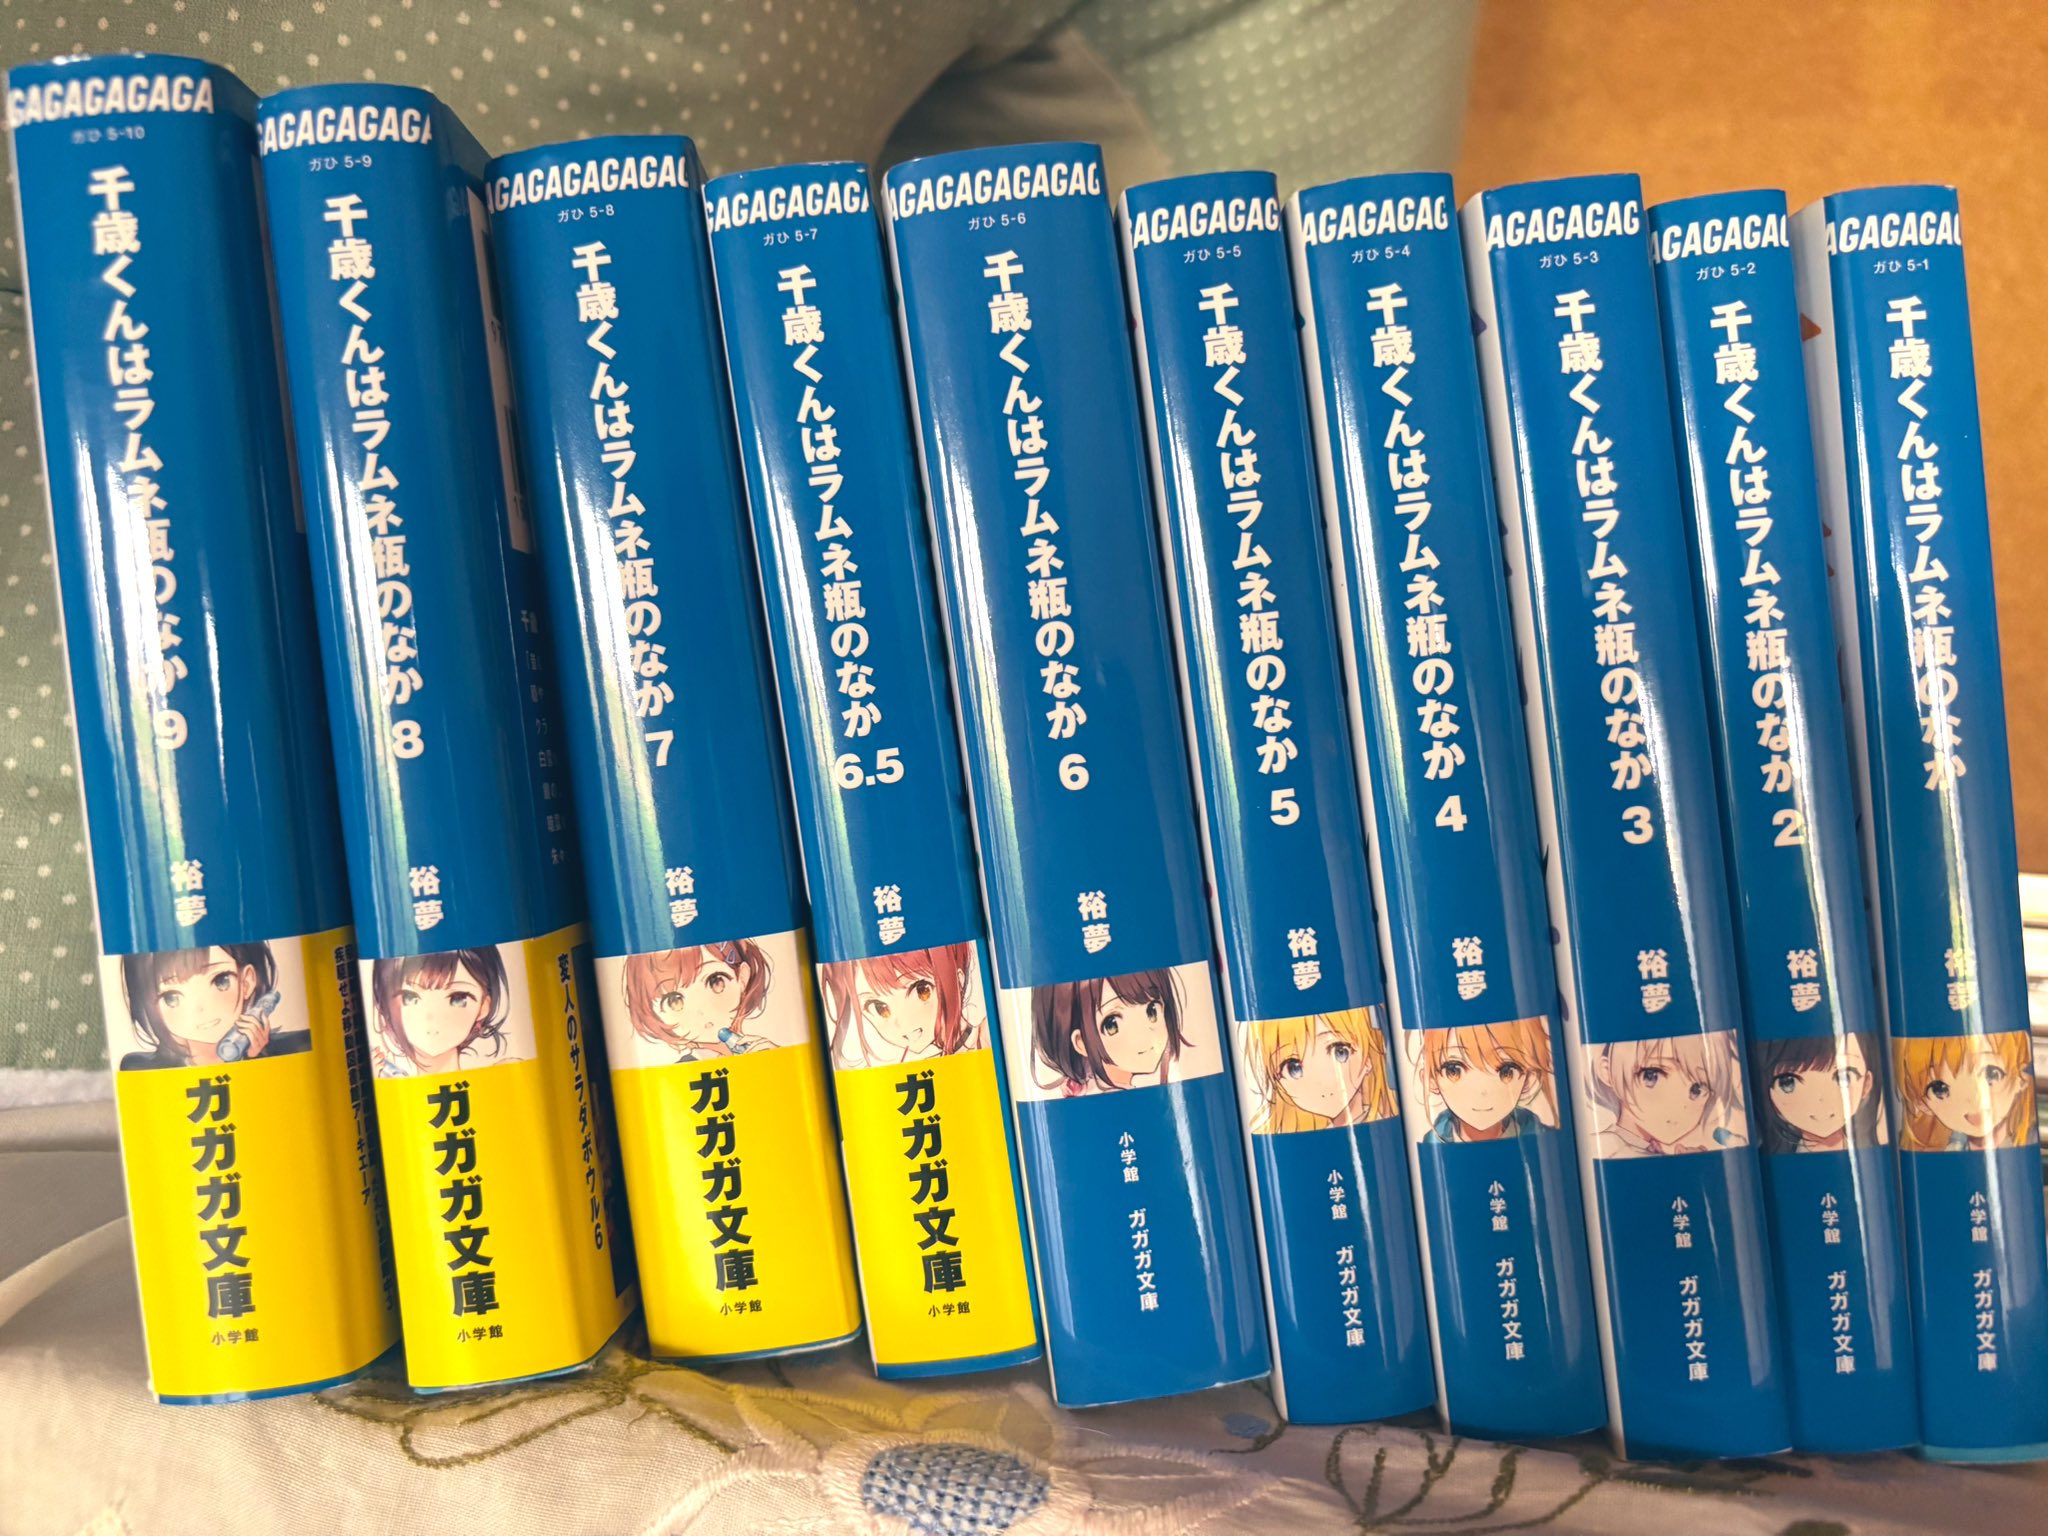 GAGAGAGAGA
ガひ 5-10
千歳くんはラムネ瓶のなか 9
裕夢
ガガガ文庫
小学館
GAGAGAGAGA
ガひ 5-9
千歳くんはラムネ瓶のなか 8
裕夢
ガガガ文庫
小学館
変人のサラダボウル6
AGAGAGAGAGAG
ガひ 5-8
千歳くんはラムネ瓶のなか 7
裕夢
ガガガ文庫
小学館
GAGAGAGAGA
ガひ 5-7
千歳くんはラムネ瓶のなか 6.5
裕夢
ガガガ文庫
小学館
AGAGAGAGAGAG
ガひ 5-6
千歳くんはラムネ瓶のなか 6
裕夢
小学館 ガガガ文庫
AGAGAGAG
ガひ 5-5
千歳くんはラムネ瓶のなか 5
裕夢
小学館 ガガガ文庫
AGAGAGAG
ガひ 5-4
千歳くんはラムネ瓶のなか 4
裕夢
小学館 ガガガ文庫
AGAGAGAG
ガひ 5-3
千歳くんはラムネ瓶のなか 3
裕夢
小学館 ガガガ文庫
AGAGAGAG
ガひ 5-2
千歳くんはラムネ瓶のなか 2
裕夢
小学館 ガガガ文庫
AGAGAGAG
ガひ 5-1
千歳くんはラムネ瓶のなか
裕夢
小学館 ガガガ文庫